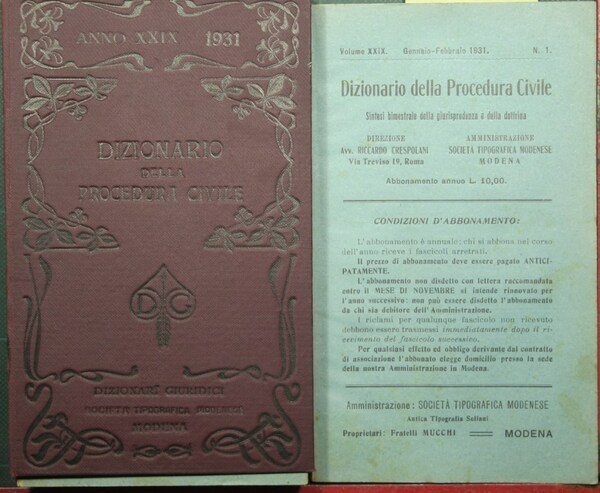 ANNO XXIX 1931
DIZIONARIO
DELLA
PROCEDURA CIVILE
DG
DIZIONARÎ GIURIDICI
SOCIETÀ TIPOGRAFICA MODENESE
MODENA
Volume XXIX. Gennaio-Febbraio 1931. N. 1.
Dizionario della Procedura Civile
Sintesi bimestrale della giurisprudenza e della dottrina
DIREZIONE
Avv. RICCARDO CRESPOLANI
Via Treviso 19, Roma
AMMINISTRAZIONE
SOCIETÀ TIPOGRAFICA MODENESE
MODENA
Abbonamento annuo L. 10,00.
CONDIZIONI D'ABBONAMENTO:
L'abbonamento è annuale: chi si abbona nel corso
dell'anno riceve i fascicoli arretrati.
Il prezzo di abbonamento deve essere pagato ANTICI-
PATAMENTE.
L'abbonamento non disdetto con lettera raccomandata
entro il MESE DI NOVEMBRE si intende rinnovato per
l'anno successivo: non può essere disdetto l'abbonamento
da chi sia debitore dell'Amministrazione.
I reclami per qualunque fascicolo non ricevuto
debbono essere trasmessi immediatamente dopo il ri-
cevimento del fascicolo successivo.
Per qualsiasi effetto ed obbligo derivante dal contratto
di associazione l'abbonato elegge domicilio presso la sede
della nostra Amministrazione in Modena.
Amministrazione: SOCIETÀ TIPOGRAFICA MODENESE
Antica Tipografia Soliani
Proprietari: Fratelli MUCCHI MODENA